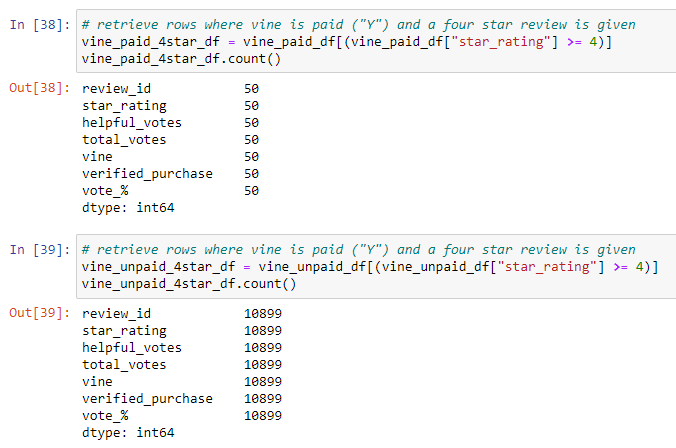 In [38]: # retrieve rows where vine is paid ("Y") and a four star review is given
vine_paid_4star_df = vine_paid_df[(vine_paid_df["star_rating"] >= 4)]
vine_paid_4star_df.count()
Out[38]: review_id 50
star_rating 50
helpful_votes 50
total_votes 50
vine 50
verified_purchase 50
vote_% 50
dtype: int64
In [39]: # retrieve rows where vine is paid ("Y") and a four star review is given
vine_unpaid_4star_df = vine_unpaid_df[(vine_unpaid_df["star_rating"] >= 4)]
vine_unpaid_4star_df.count()
Out[39]: review_id 10899
star_rating 10899
helpful_votes 10899
total_votes 10899
vine 10899
verified_purchase 10899
vote_% 10899
dtype: int64